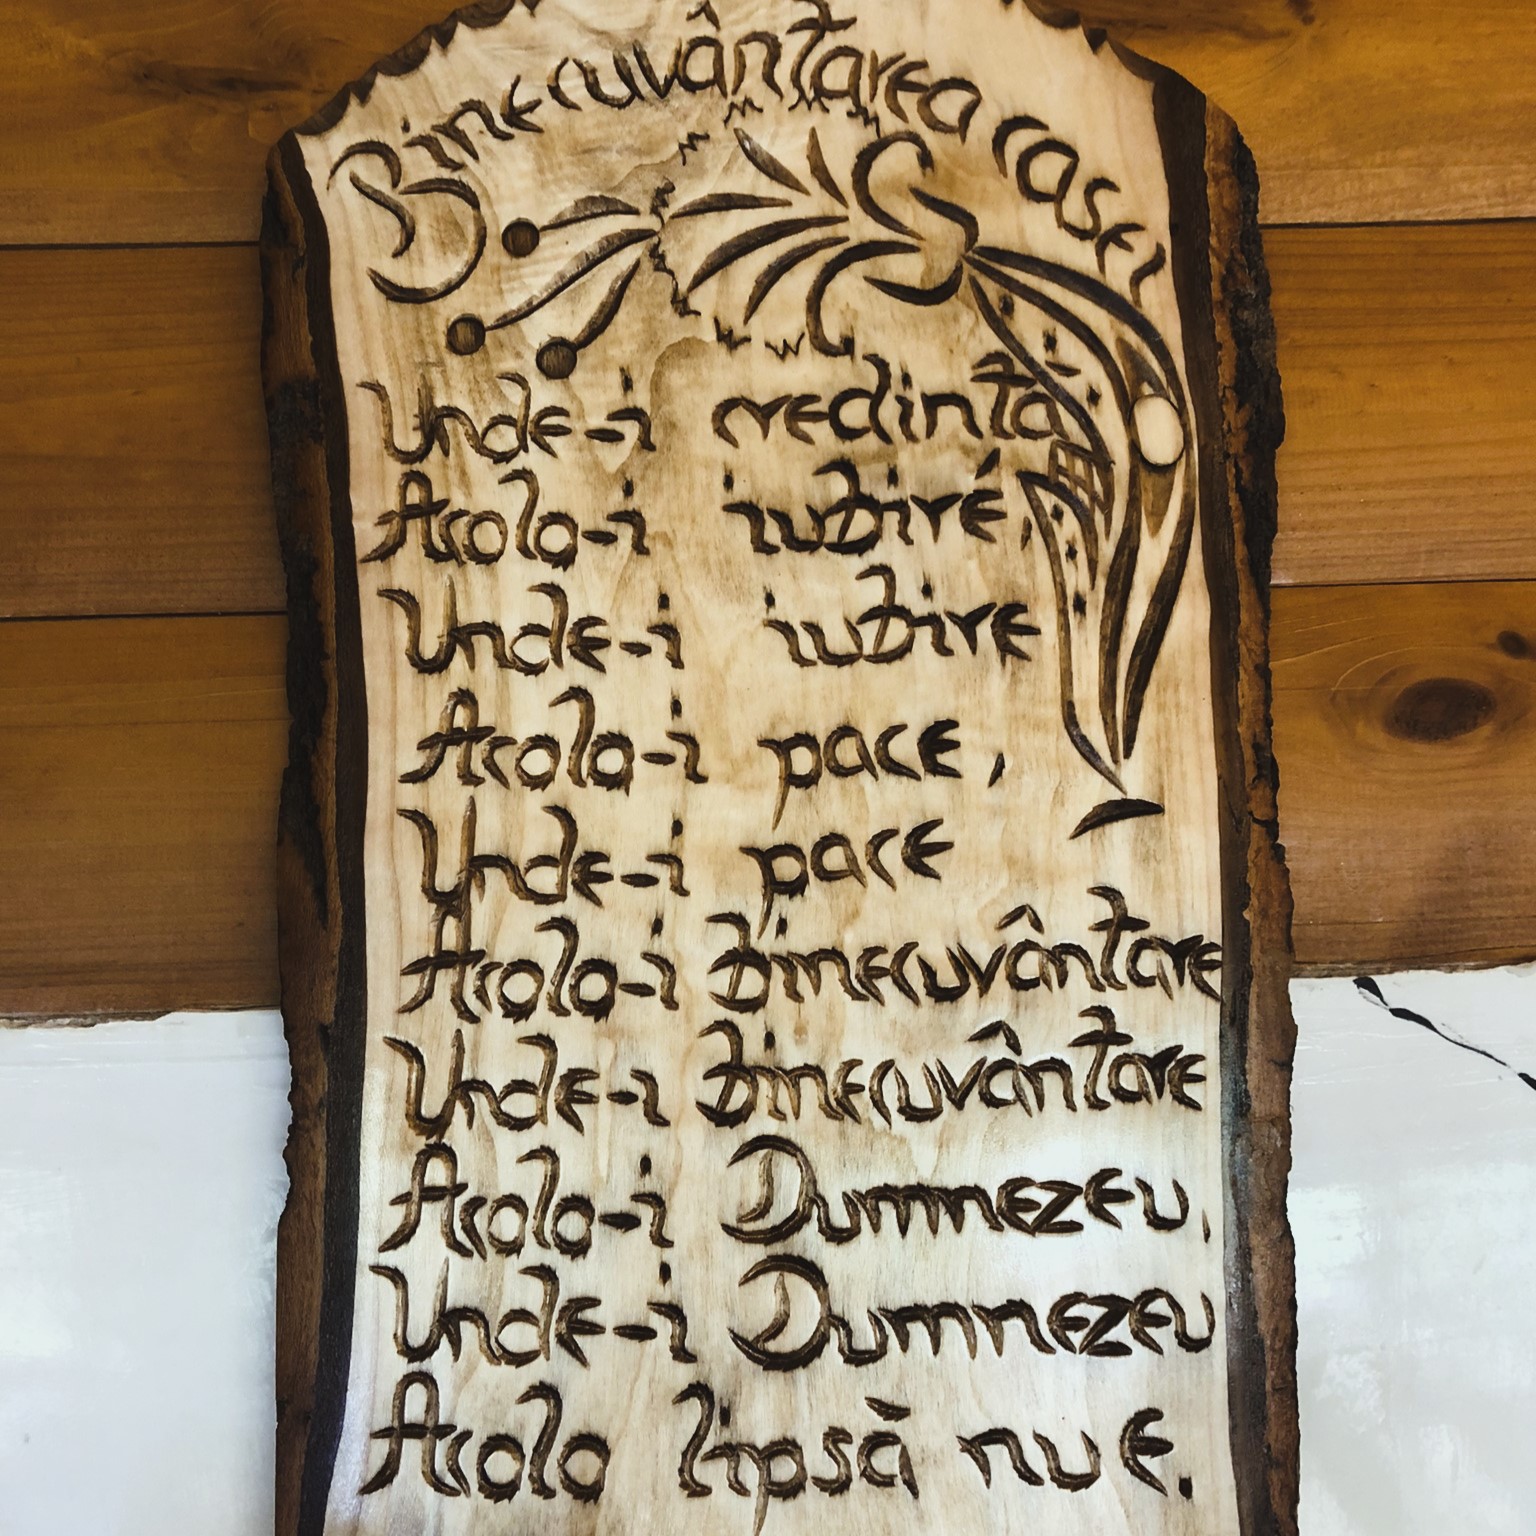 Binecuvântarea casei
Unde-i credintă
Acolo-i iubire,
Unde-i iubire
Acolo-i pace,
Unde-i pace
Acolo-i binecuvântare
Unde-i binecuvântare
Acolo-i Dumnezeu,
Unde-i Dumnezeu
Acolo lipsă nu e.